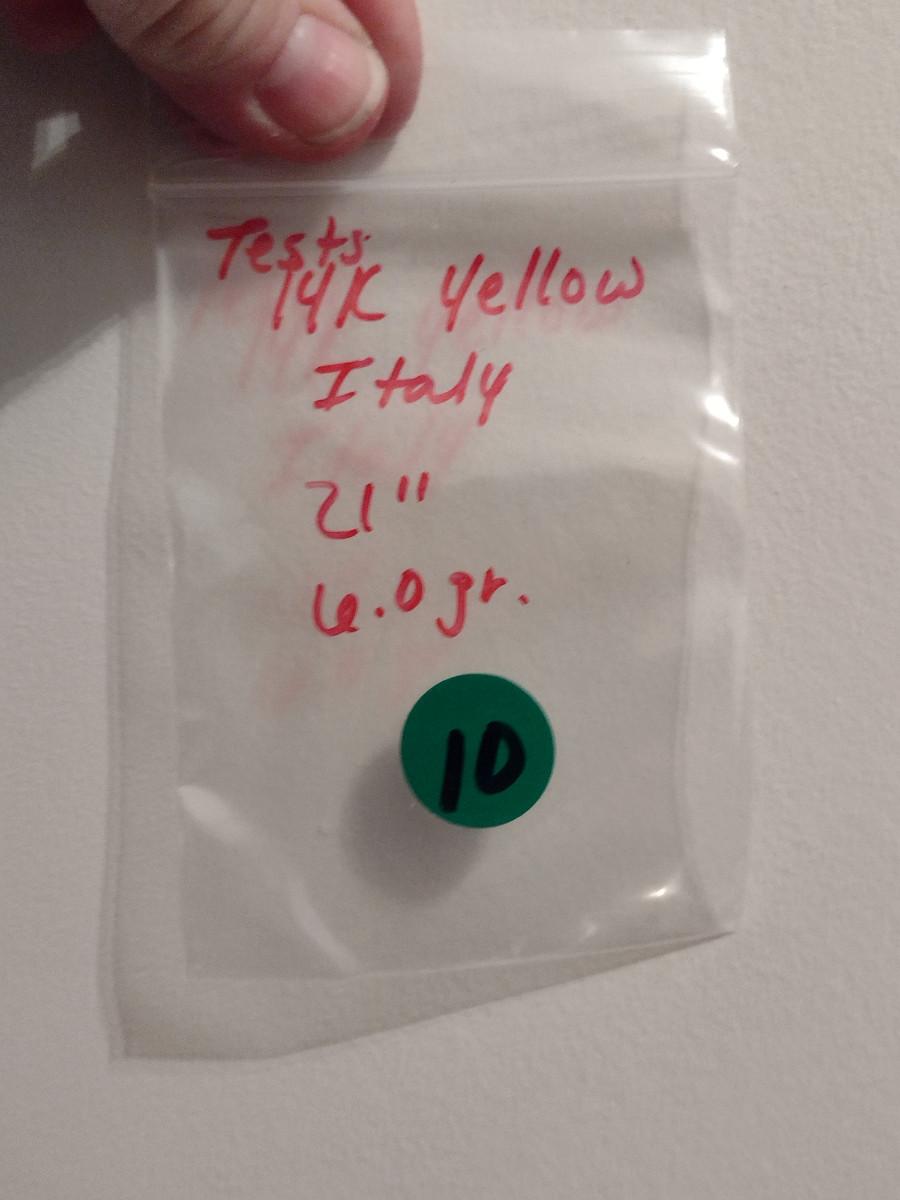 Tests
14K Yellow
Italy
21"
6.0 gr.
10